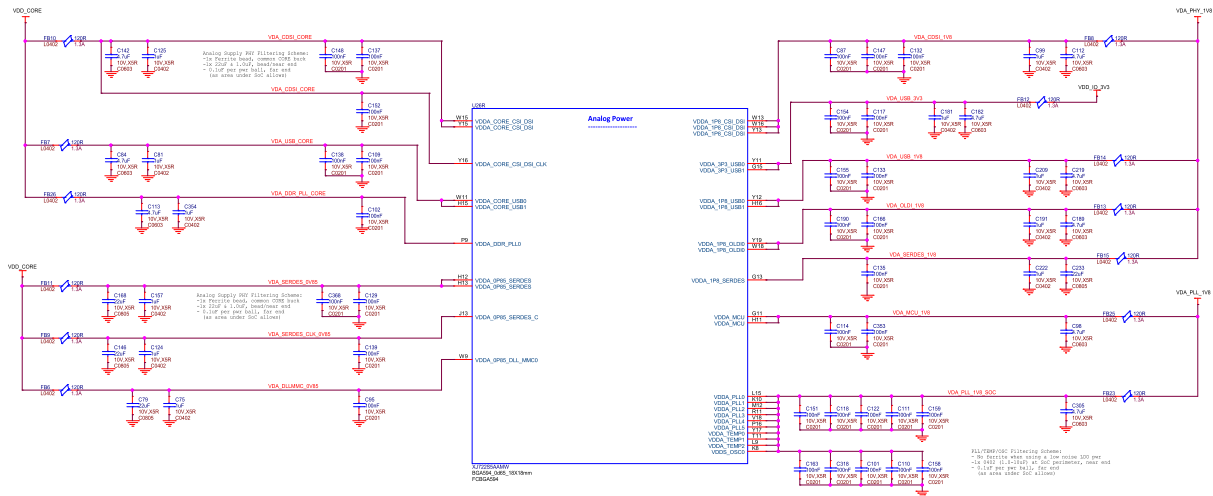 VDD_CORE
VDA_PHY_1V8
FB10
120R
L0402
1.3A
VDA_CDSI_CORE
C142
4.7uF
10V,X5R
C0603
C125
1uF
10V,X5R
C0402
Analog Supply PHY Filtering Scheme:
-1x Ferrite bead, common CORE back
-1x 22uF & 1.0uF, bead/near end
- 0.1uF per pwr ball, far end
(as area under SoC allows)
C148
100nF
10V,X5R
C0201
C137
100nF
10V,X5R
C0201
VDA_CDSI_CORE
C152
100nF
10V,X5R
C0201
FB7
120R
L0402
1.3A
VDA_USB_CORE
C84
4.7uF
10V,X5R
C0603
C81
1uF
10V,X5R
C0402
C138
100nF
10V,X5R
C0201
C109
100nF
10V,X5R
C0201
FB26
120R
L0402
1.3A
VDA_DDR_PLL_CORE
C113
4.7uF
10V,X5R
C0603
C354
1uF
10V,X5R
C0402
C102
100nF
10V,X5R
C0201
VDD_CORE
FB11
120R
L0402
1.3A
VDA_SERDES_0V85
C168
22uF
10V,X5R
C0805
C157
1uF
10V,X5R
C0402
Analog Supply PHY Filtering Scheme:
-1x Ferrite bead, common CORE back
-1x 22uF & 1.0uF, bead/near end
- 0.1uF per pwr ball, far end
(as area under SoC allows)
C368
100nF
10V,X5R
C0201
C129
100nF
10V,X5R
C0201
FB9
120R
L0402
1.3A
VDA_SERDES_CLK_0V85
C146
22uF
10V,X5R
C0805
C124
1uF
10V,X5R
C0402
C139
100nF
10V,X5R
C0201
FB6
120R
L0402
1.3A
VDA_DLLMMC_0V85
C79
22uF
10V,X5R
C0805
C75
1uF
10V,X5R
C0402
C95
100nF
10V,X5R
C0201
U26R
Analog Power
W15
VDDA_CORE_CSI_DSI
Y15
VDDA_CORE_CSI_DSI
Y16
VDDA_CORE_CSI_DSI_CLK
W11
VDDA_CORE_USB0
H15
VDDA_CORE_USB1
P9
VDDA_DDR_PLL0
H12
VDDA_0P85_SERDES
H13
VDDA_0P85_SERDES
J13
VDDA_0P85_SERDES_C
W9
VDDA_0P85_DLL_MMC0
VDDA_1P8_CSI_DSI
W13
VDDA_1P8_CSI_DSI
W16
VDDA_1P8_CSI_DSI
Y13
VDDA_3P3_USB0
Y11
VDDA_3P3_USB1
G15
VDDA_1P8_USB0
Y12
VDDA_1P8_USB1
H16
VDDA_1P8_OLDI0
Y19
VDDA_1P8_OLDI0
W18
VDDA_1P8_SERDES
G13
VDDA_MCU
G11
VDDA_MCU
H11
VDDA_PLL0
L15
VDDA_PLL1
K10
VDDA_PLL2
M12
VDDA_PLL3
R11
VDDA_PLL4
V18
VDDA_PLL5
P16
VDDA_TEMP0
Y17
VDDA_TEMP1
T11
VDDA_TEMP2
L9
VDDS_OSC0
K8
XJ722S5AAMW
BGA594_0d65_18X18mm
FCBGA594
VDA_CDSI_1V8
C87
100nF
10V,X5R
C0201
C147
100nF
10V,X5R
C0201
C132
100nF
10V,X5R
C0201
C99
1uF
10V,X5R
C0402
C112
4.7uF
10V,X5R
C0603
FB8
120R
L0402
1.3A
VDD_IO_3V3
VDA_USB_3V3
C154
100nF
10V,X5R
C0201
C117
100nF
10V,X5R
C0201
C181
1uF
10V,X5R
C0402
C182
4.7uF
10V,X5R
C0603
FB12
120R
L0402
1.3A
VDA_USB_1V8
C155
100nF
10V,X5R
C0201
C133
100nF
10V,X5R
C0201
C209
1uF
10V,X5R
C0402
C219
4.7uF
10V,X5R
C0603
FB14
120R
L0402
1.3A
VDA_OLDI_1V8
C190
100nF
10V,X5R
C0201
C166
100nF
10V,X5R
C0201
C191
1uF
10V,X5R
C0402
C189
4.7uF
10V,X5R
C0603
FB13
120R
L0402
1.3A
VDA_SERDES_1V8
C135
100nF
10V,X5R
C0201
C222
1uF
10V,X5R
C0402
C233
22uF
10V,X5R
C0805
FB15
120R
L0402
1.3A
VDA_PLL_1V8
VDA_MCU_1V8
C114
100nF
10V,X5R
C0201
C353
100nF
10V,X5R
C0201
C98
4.7uF
10V,X5R
C0603
FB25
120R
L0402
1.3A
VDA_PLL_1V8_SOC
C151
100nF
10V,X5R
C0201
C118
100nF
10V,X5R
C0201
C122
100nF
10V,X5R
C0201
C111
100nF
10V,X5R
C0201
C159
100nF
10V,X5R
C0201
C305
4.7uF
10V,X5R
C0603
FB23
120R
L0402
1.3A
C163
100nF
10V,X5R
C0201
C318
100nF
10V,X5R
C0201
C101
100nF
10V,X5R
C0201
C110
100nF
10V,X5R
C0201
C158
100nF
10V,X5R
C0201
PLL/TEMP/OSC Filtering Scheme:
- No ferrite when using a low noise LDO pwr
-1x 0402 (1.0-10uF) at SoC perimeter, near end
- 0.1uF per pwr ball, far end
(as area under SoC allows)